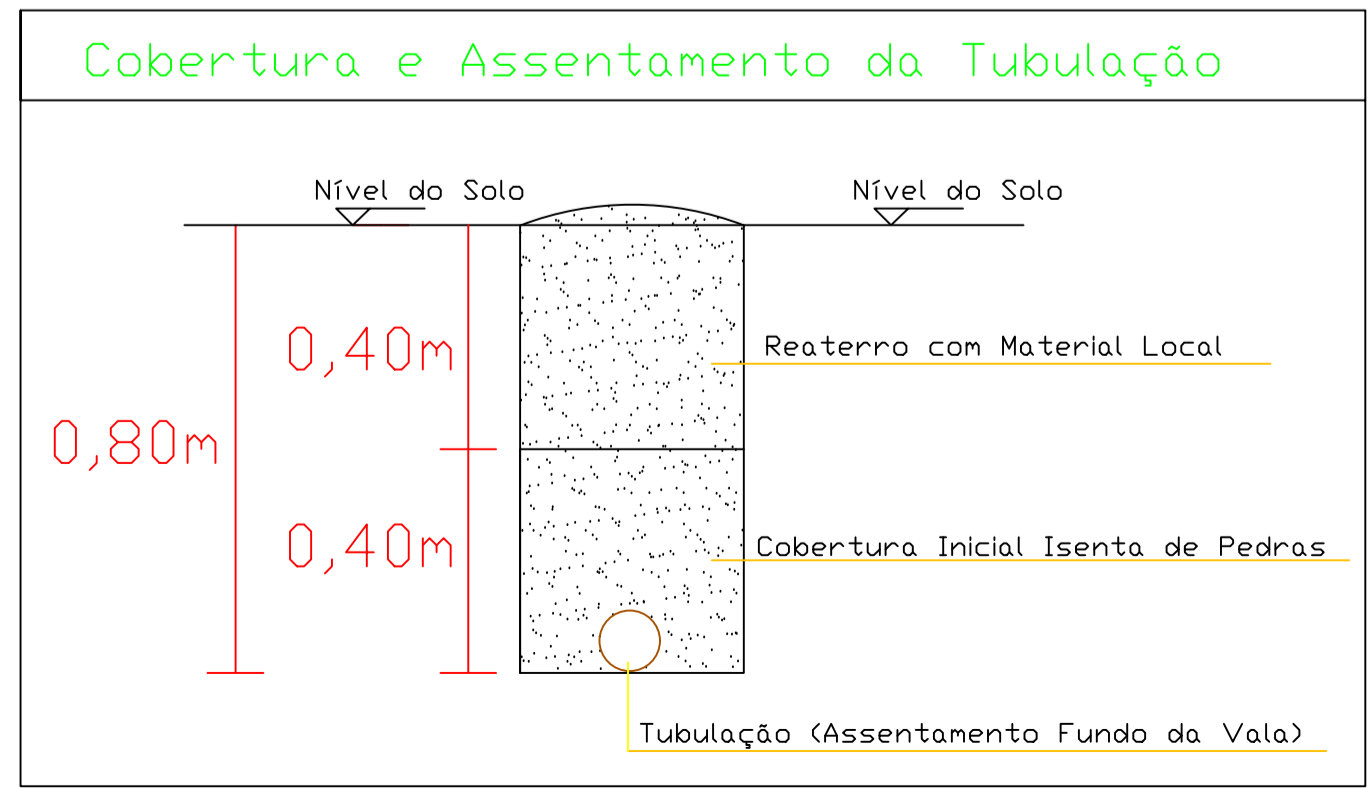 Cobertura e Assentamento da Tubulação
Nível do Solo
Nível do Solo
0,40m
Reaterro com Material Local
0,80m
0,40m
Cobertura Inicial Isenta de Pedras
Tubulação (Assentamento Fundo da Vala)